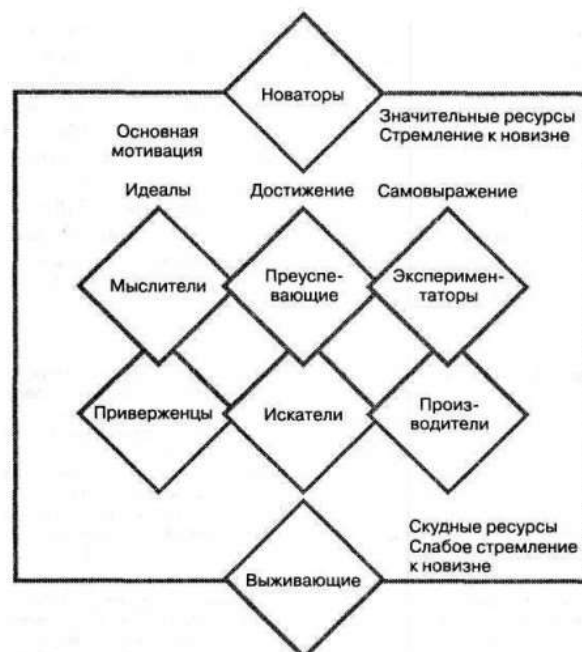 Новаторы
Значительные ресурсы
Стремление к новизне
Основная
мотивация
Идеалы
Достижение
Самовыражение
Мыслители
Преуспе-
вающие
Эксперимен-
таторы
Приверженцы
Искатели
Произ-
водители
Скудные ресурсы
Слабое стремление
к новизне
Выживающие